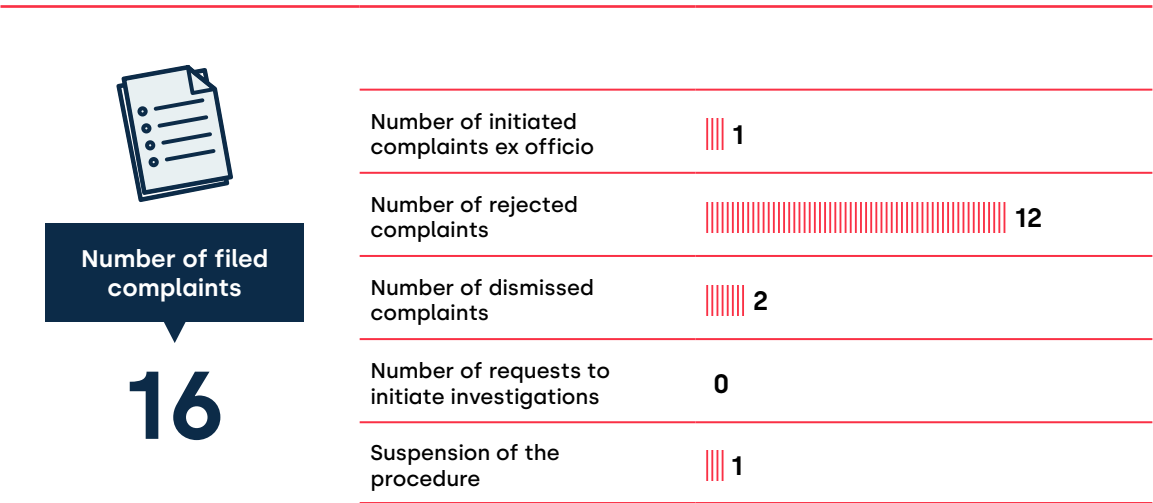 Number of filed
complaints
16
Number of initiated
complaints ex officio
1
Number of rejected
complaints
12
Number of dismissed
complaints
2
Number of requests to
initiate investigations
0
Suspension of the
procedure
1